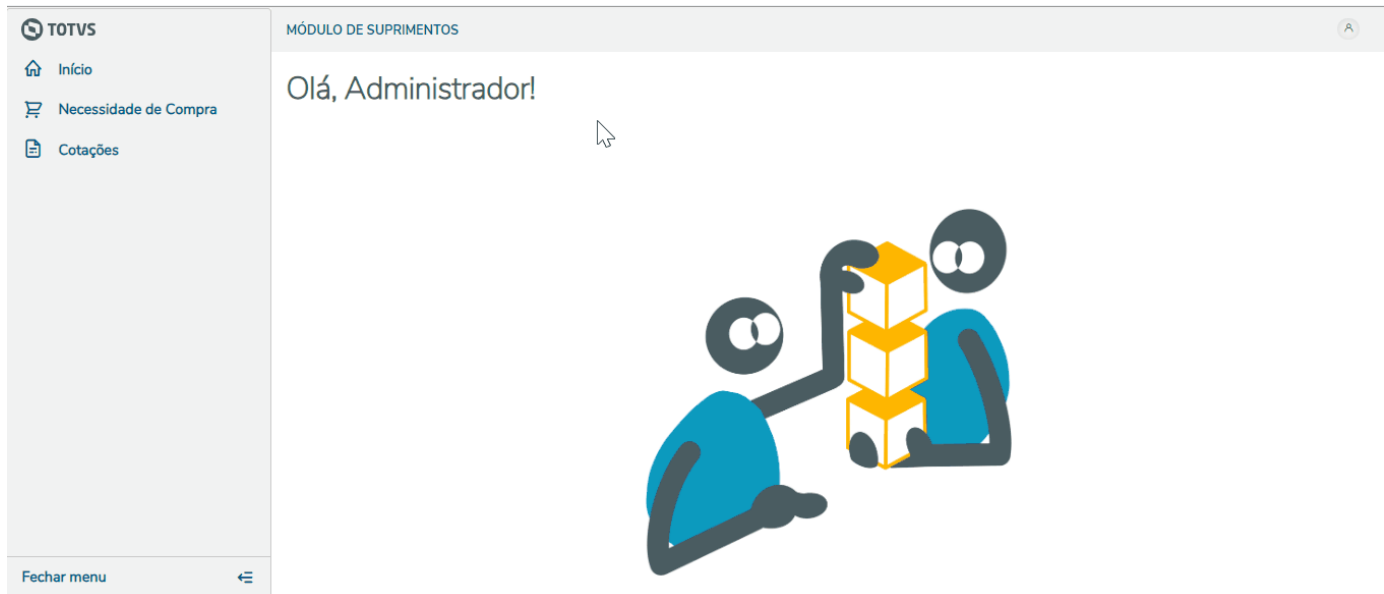 TOTVS
Início
Necessidade de Compra
Cotações
Fechar menu
MÓDULO DE SUPRIMENTOS
Olá, Administrador!